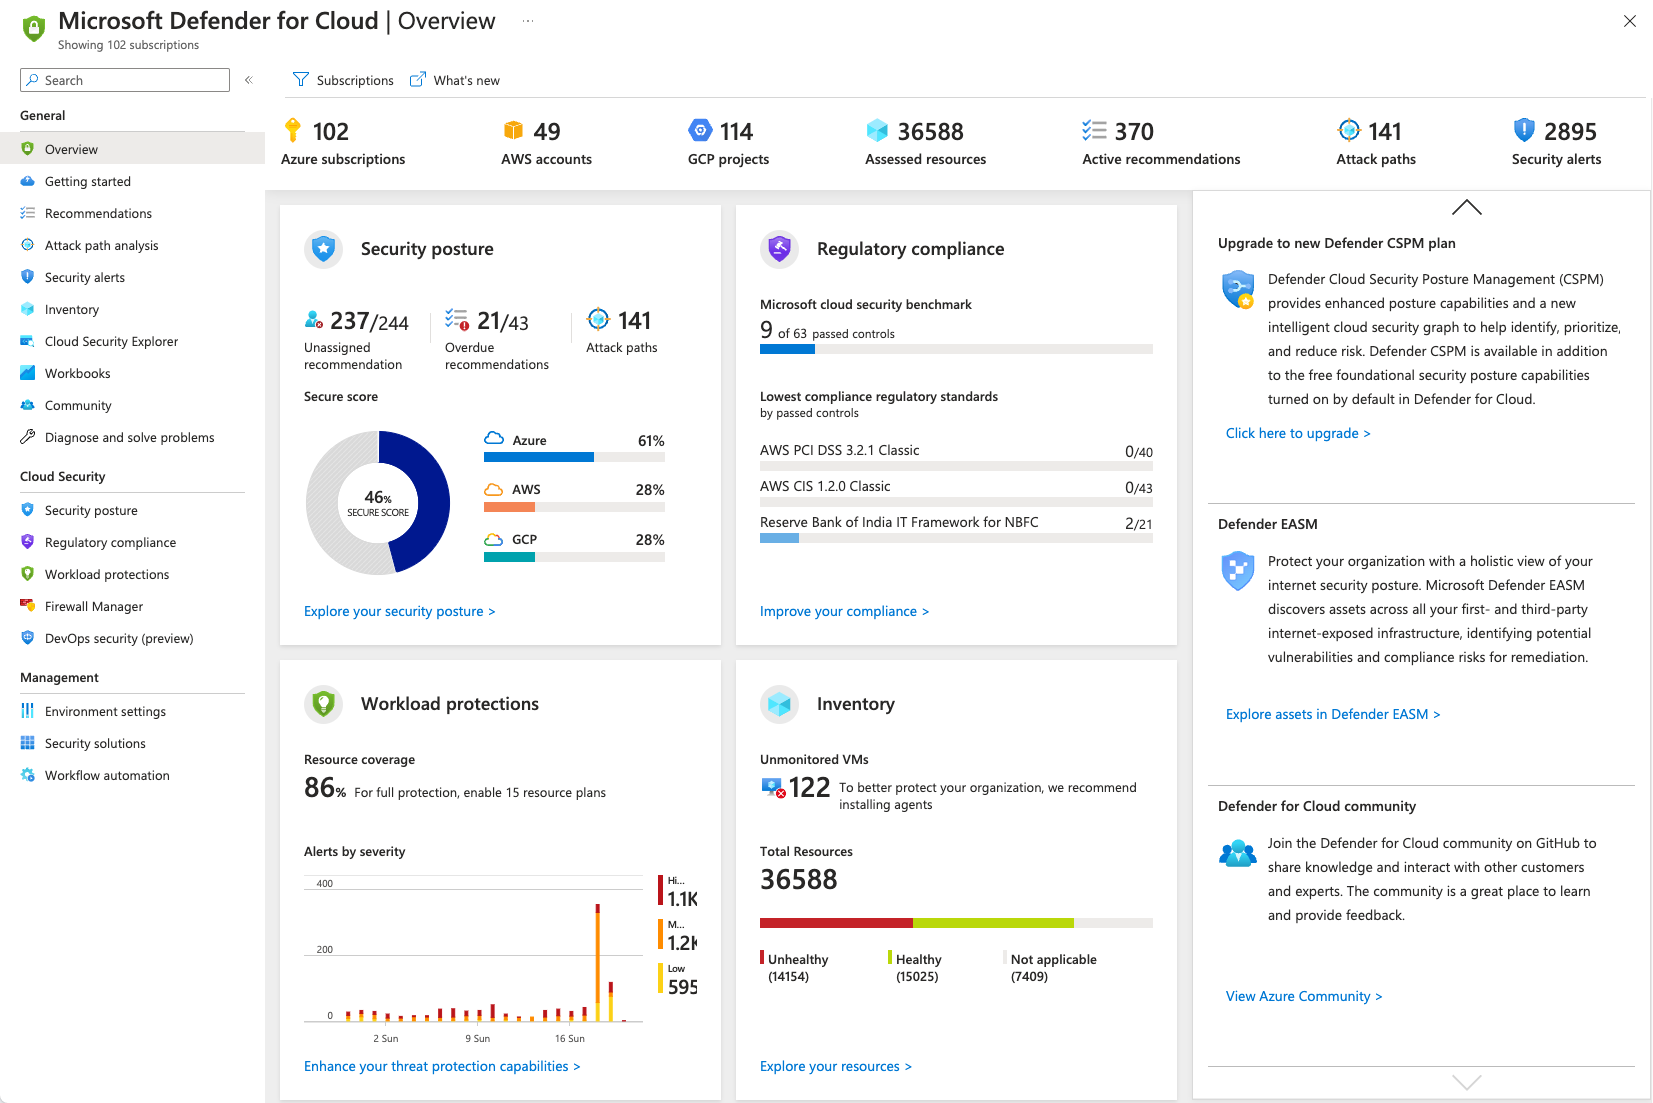 Microsoft Defender for Cloud | Overview ...
Showing 102 subscriptions
Search
«
Subscriptions
What's new
General
Overview
Getting started
Recommendations
Attack path analysis
Security alerts
Inventory
Cloud Security Explorer
Workbooks
Community
Diagnose and solve problems
Cloud Security
Security posture
Regulatory compliance
Workload protections
Firewall Manager
DevOps security (preview)
Management
Environment settings
Security solutions
Workflow automation
102
Azure subscriptions
49
AWS accounts
114
GCP projects
36588
Assessed resources
370
Active recommendations
141
Attack paths
2895
Security alerts
Security posture
237/244
Unassigned
recommendation
21/43
Overdue
recommendations
141
Attack paths
Secure score
46%
SECURE SCORE
Azure 61%
AWS 28%
GCP 28%
Explore your security posture >
Regulatory compliance
Microsoft cloud security benchmark
9 of 63 passed controls
Lowest compliance regulatory standards
by passed controls
AWS PCI DSS 3.2.1 Classic 0/40
AWS CIS 1.2.0 Classic 0/43
Reserve Bank of India IT Framework for NBFC 2/21
Improve your compliance >
Workload protections
Resource coverage
86% For full protection, enable 15 resource plans
Alerts by severity
400
200
0
2 Sun 9 Sun 16 Sun
Hi...
1.1K
M...
1.2K
Low
595
Enhance your threat protection capabilities >
Inventory
Unmonitored VMs
122 To better protect your organization, we recommend
installing agents
Total Resources
36588
Unhealthy
(14154)
Healthy
(15025)
Not applicable
(7409)
Explore your resources >
Upgrade to new Defender CSPM plan
Defender Cloud Security Posture Management (CSPM)
provides enhanced posture capabilities and a new
intelligent cloud security graph to help identify, prioritize,
and reduce risk. Defender CSPM is available in addition
to the free foundational security posture capabilities
turned on by default in Defender for Cloud.
Click here to upgrade >
Defender EASM
Protect your organization with a holistic view of your
internet security posture. Microsoft Defender EASM
discovers assets across all your first- and third-party
internet-exposed infrastructure, identifying potential
vulnerabilities and compliance risks for remediation.
Explore assets in Defender EASM >
Defender for Cloud community
Join the Defender for Cloud community on GitHub to
share knowledge and interact with other customers
and experts. The community is a great place to learn
and provide feedback.
View Azure Community >